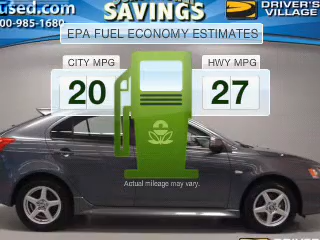 used.com
SAVINGS
DRIVER'S
VILLAGE
00-985-1680
EPA FUEL ECONOMY ESTIMATES
CITY MPG
HWY MPG
20
27
Actual mileage may vary.